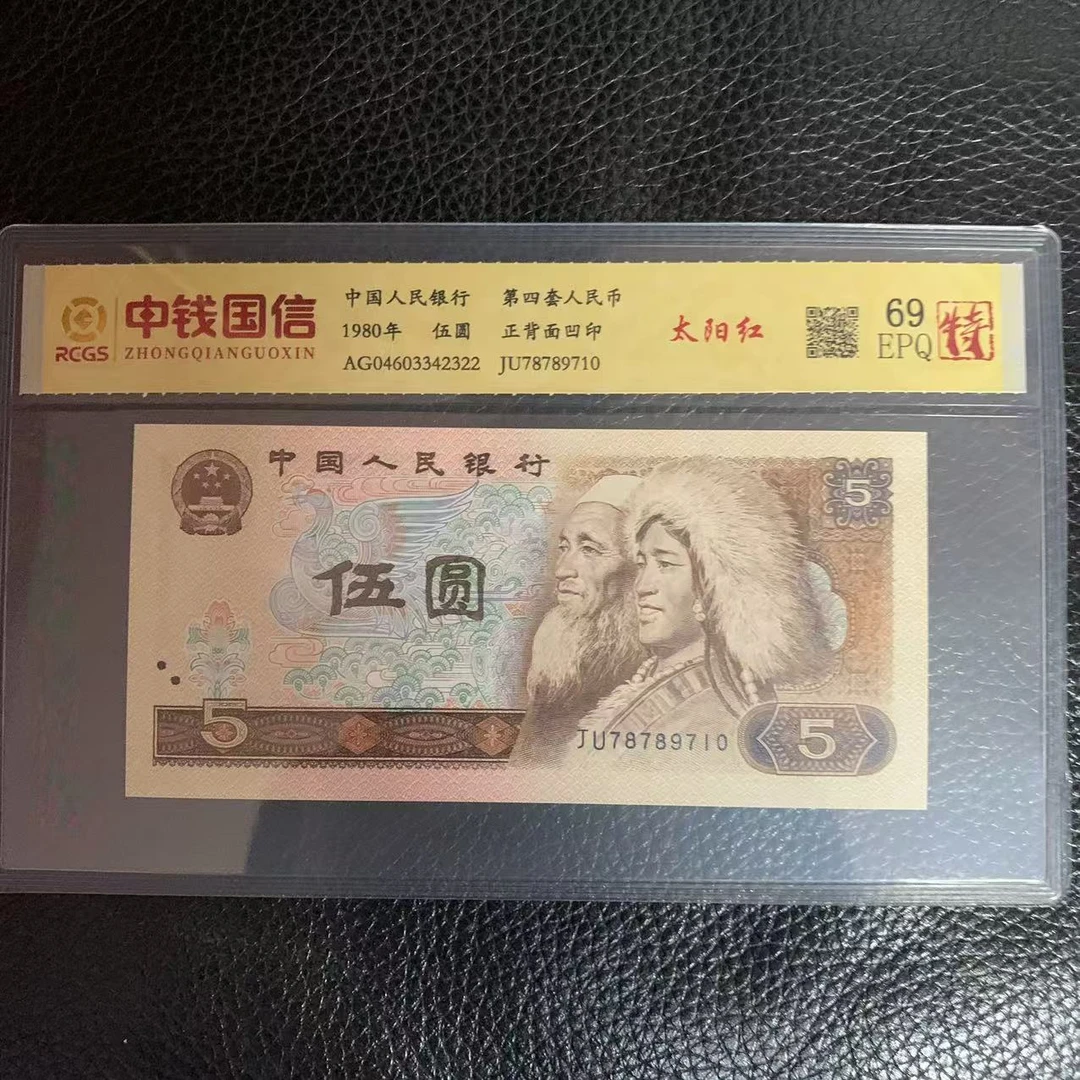 中钱国信
RCGS
ZHONGQIANGUOXIN
中国人民银行 第四套人民币
1980年 伍圆 正背面凹印
AG04603342322 JU78789710
太阳红
69
EPQ
特
中国人民银行
5
伍圆
5
JU78789710
5